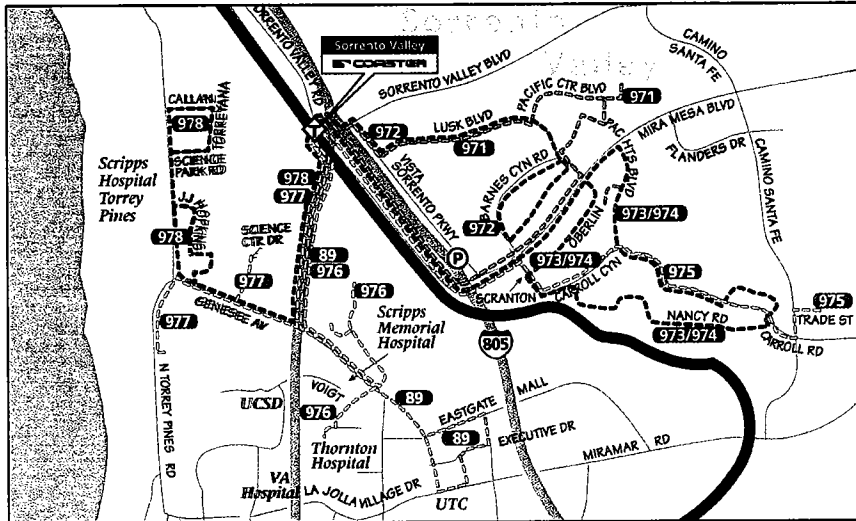 Sorrento
Valley
Sorrento Valley
COASTER
SORRENTO VALLEY RD
SORRENTO VALLEY BLVD
CAMINO
SANTA FE
PACIFIC CTR BLVD
971
MIRA MESA BLVD
CALLAN
978
TORREYANA
SCIENCE
PARK RD
972
LUSK BLVD
971
PAC HTS BLVD
FLANDERS DR
CAMINO SANTA FE
Scripps
Hospital
Torrey
Pines
978
977
VISTA
SORRENTO PKWY
BARNES CYN RD
OBERLIN
J J HOPKINS
978
SCIENCE
CTR DR
972
973/974
89
976
P
973/974
977
976
SCRANTON
CARROLL CYN
975
975
977
GENESEE AV
Scripps
Memorial
Hospital
NANCY RD
TRADE ST
973/974
CARROLL RD
805
N TORREY PINES RD
UCSD
VOIGT
976
89
EASTGATE
MALL
Thornton
Hospital
89
EXECUTIVE DR
MIRAMAR RD
VA
Hospital
LA JOLLA VILLAGE DR
UTC